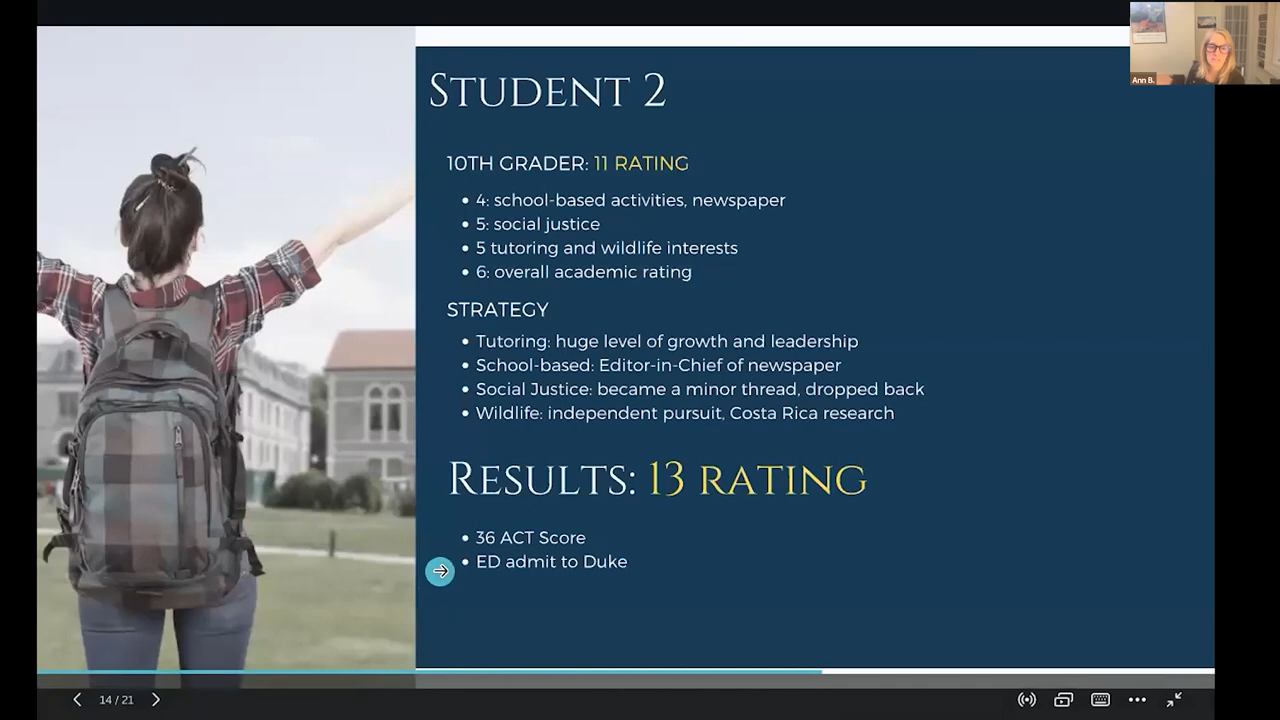 Ann B.
STUDENT 2
10TH GRADER: 11 RATING
• 4: school-based activities, newspaper
• 5: social justice
• 5 tutoring and wildlife interests
• 6: overall academic rating
STRATEGY
• Tutoring: huge level of growth and leadership
• School-based: Editor-in-Chief of newspaper
• Social Justice: became a minor thread, dropped back
• Wildlife: independent pursuit, Costa Rica research
RESULTS: 13 RATING
• 36 ACT Score
• ED admit to Duke
14 / 21